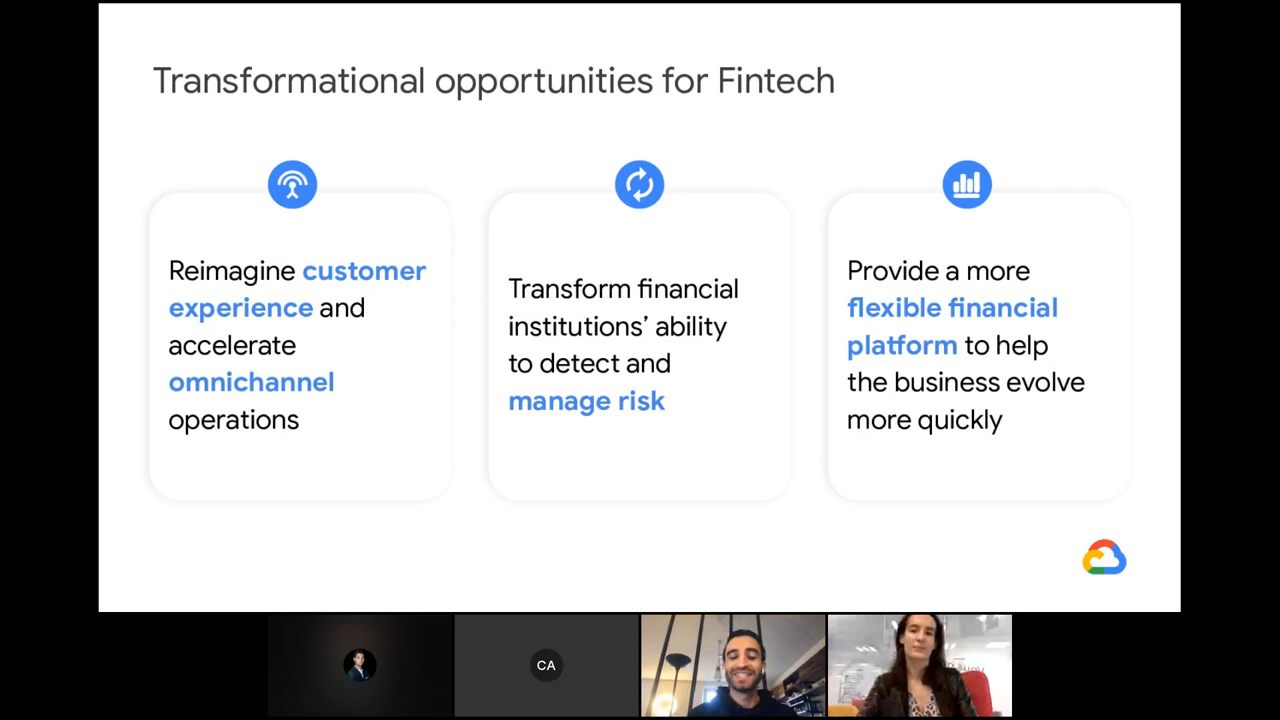 Transformational opportunities for Fintech
Reimagine customer
experience and
accelerate
omnichannel
operations
Transform financial
institutions’ ability
to detect and
manage risk
Provide a more
flexible financial
platform to help
the business evolve
more quickly
CA